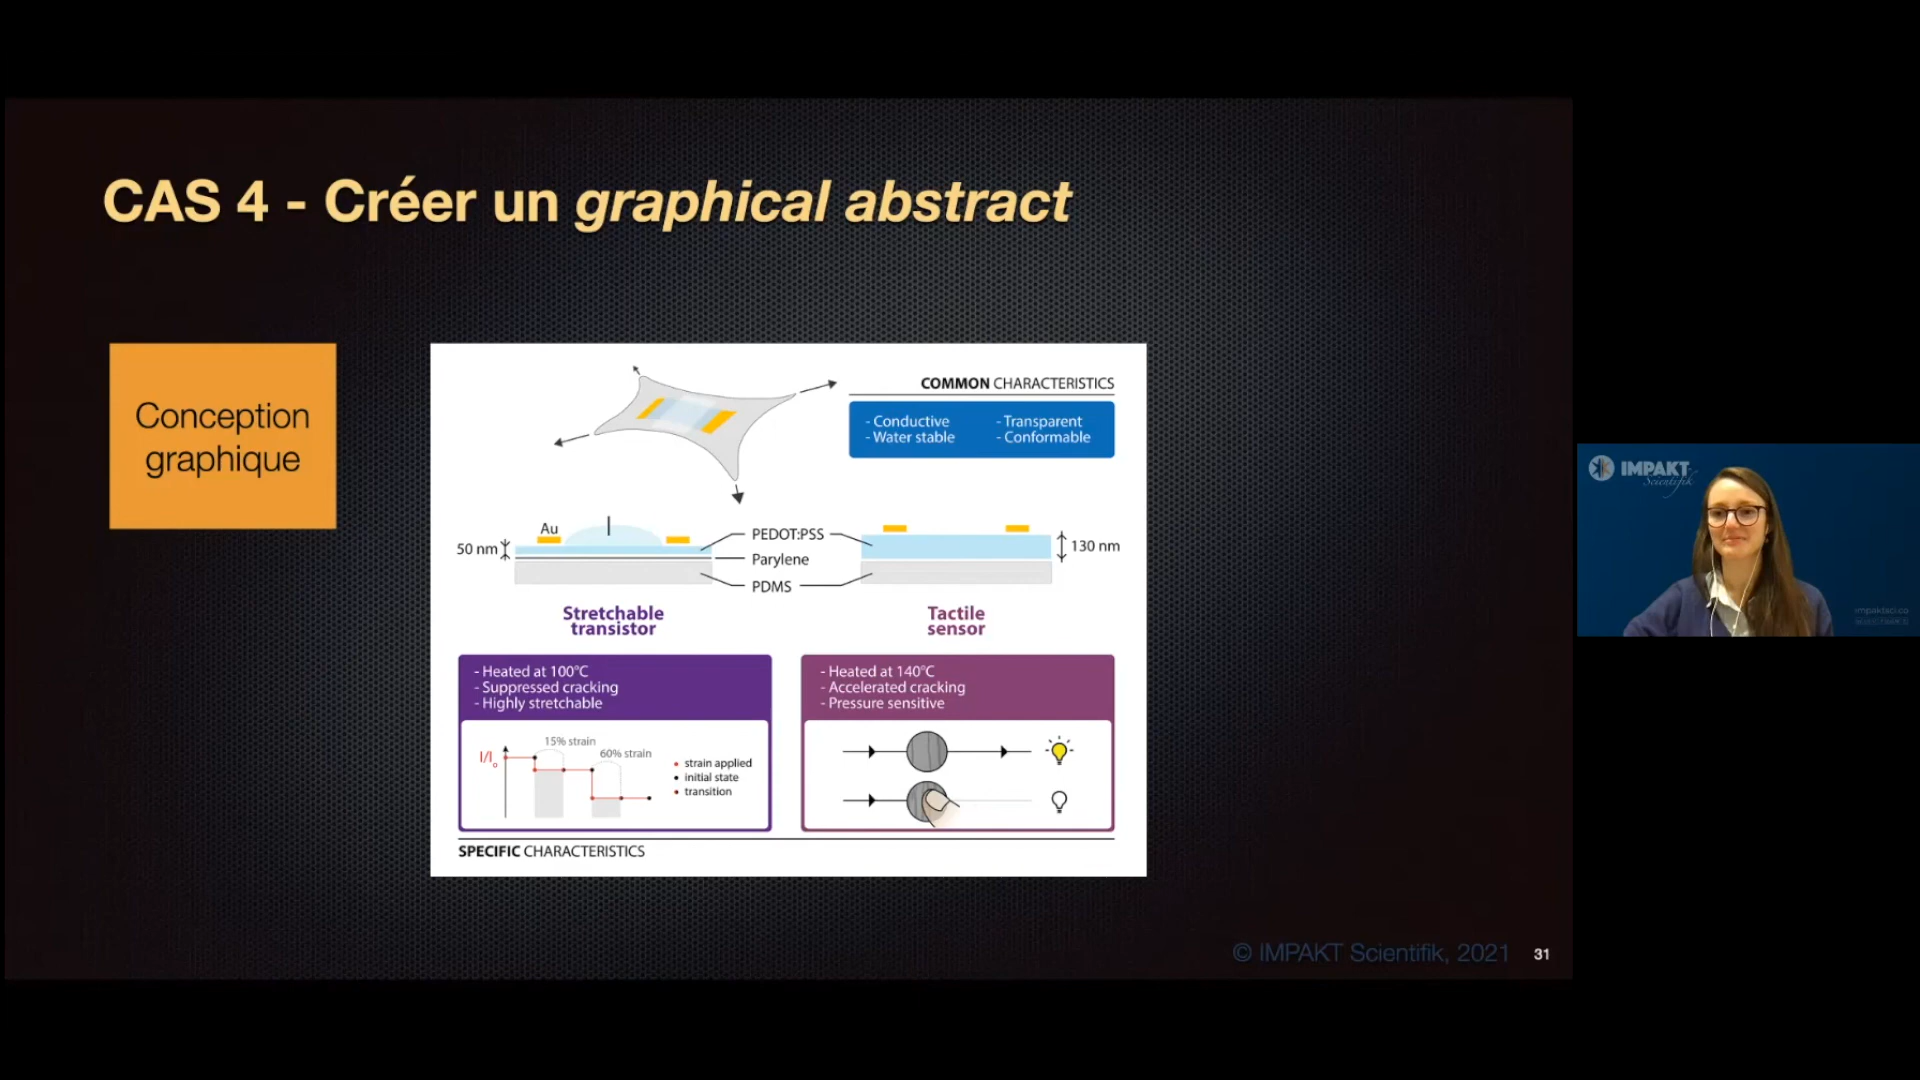 CAS 4 - Créer un graphical abstract
Conception
graphique
COMMON CHARACTERISTICS
- Conductive
- Water stable
- Transparent
- Conformable
Au
50 nm
PEDOT:PSS
Parylene
PDMS
130 nm
Stretchable
transistor
Tactile
sensor
- Heated at 100°C
- Suppressed cracking
- Highly stretchable
- Heated at 140°C
- Accelerated cracking
- Pressure sensitive
I/I₀
15% strain
60% strain
• strain applied
• initial state
• transition
SPECIFIC CHARACTERISTICS
© IMPAKT Scientifik, 2021
31
IMPAKT
Scientifik
impaktsci.co